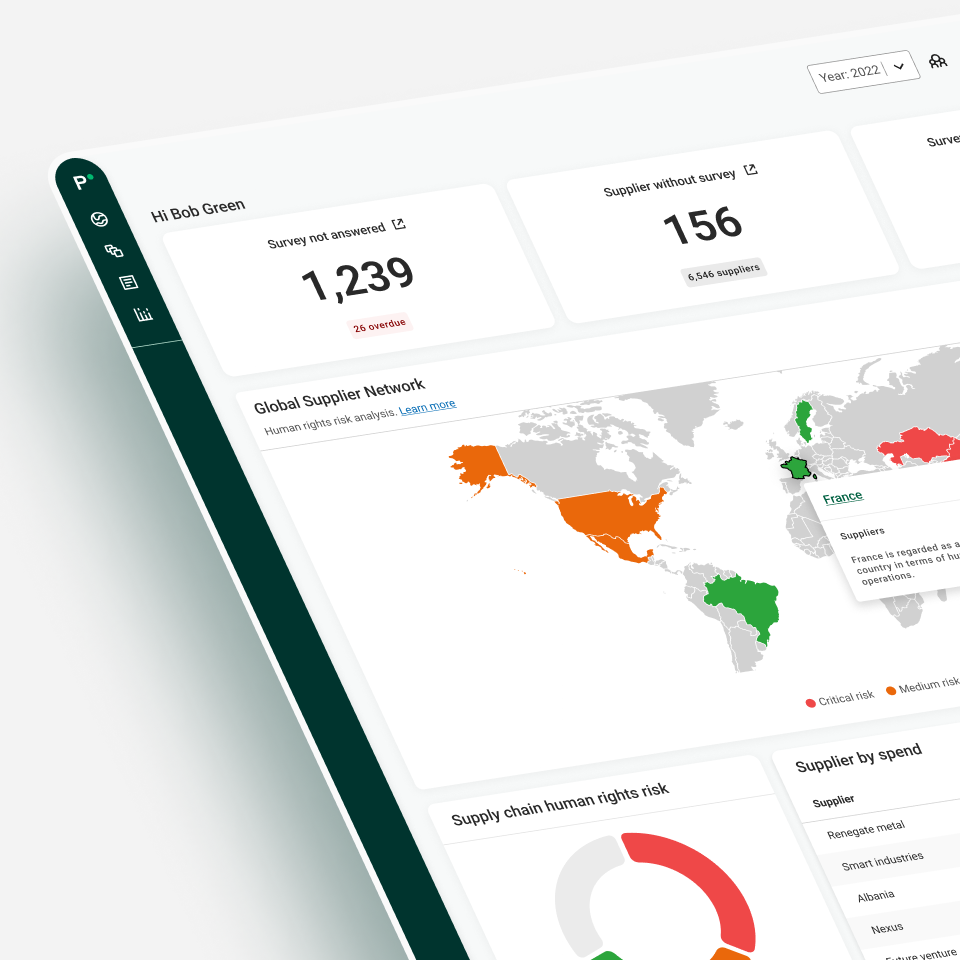 Year: 2022
P
Hi Bob Green
Survey not answered
1,239
26 overdue
Supplier without survey
156
6,546 suppliers
Global Supplier Network
Human rights risk analysis. Learn more
France
Suppliers
France is regarded as a
country in terms of
operations.
Critical risk
Medium risk
Supply chain human rights risk
Supplier by spend
Supplier
Renegate metal
Smart industries
Albania
Nexus
Future venture